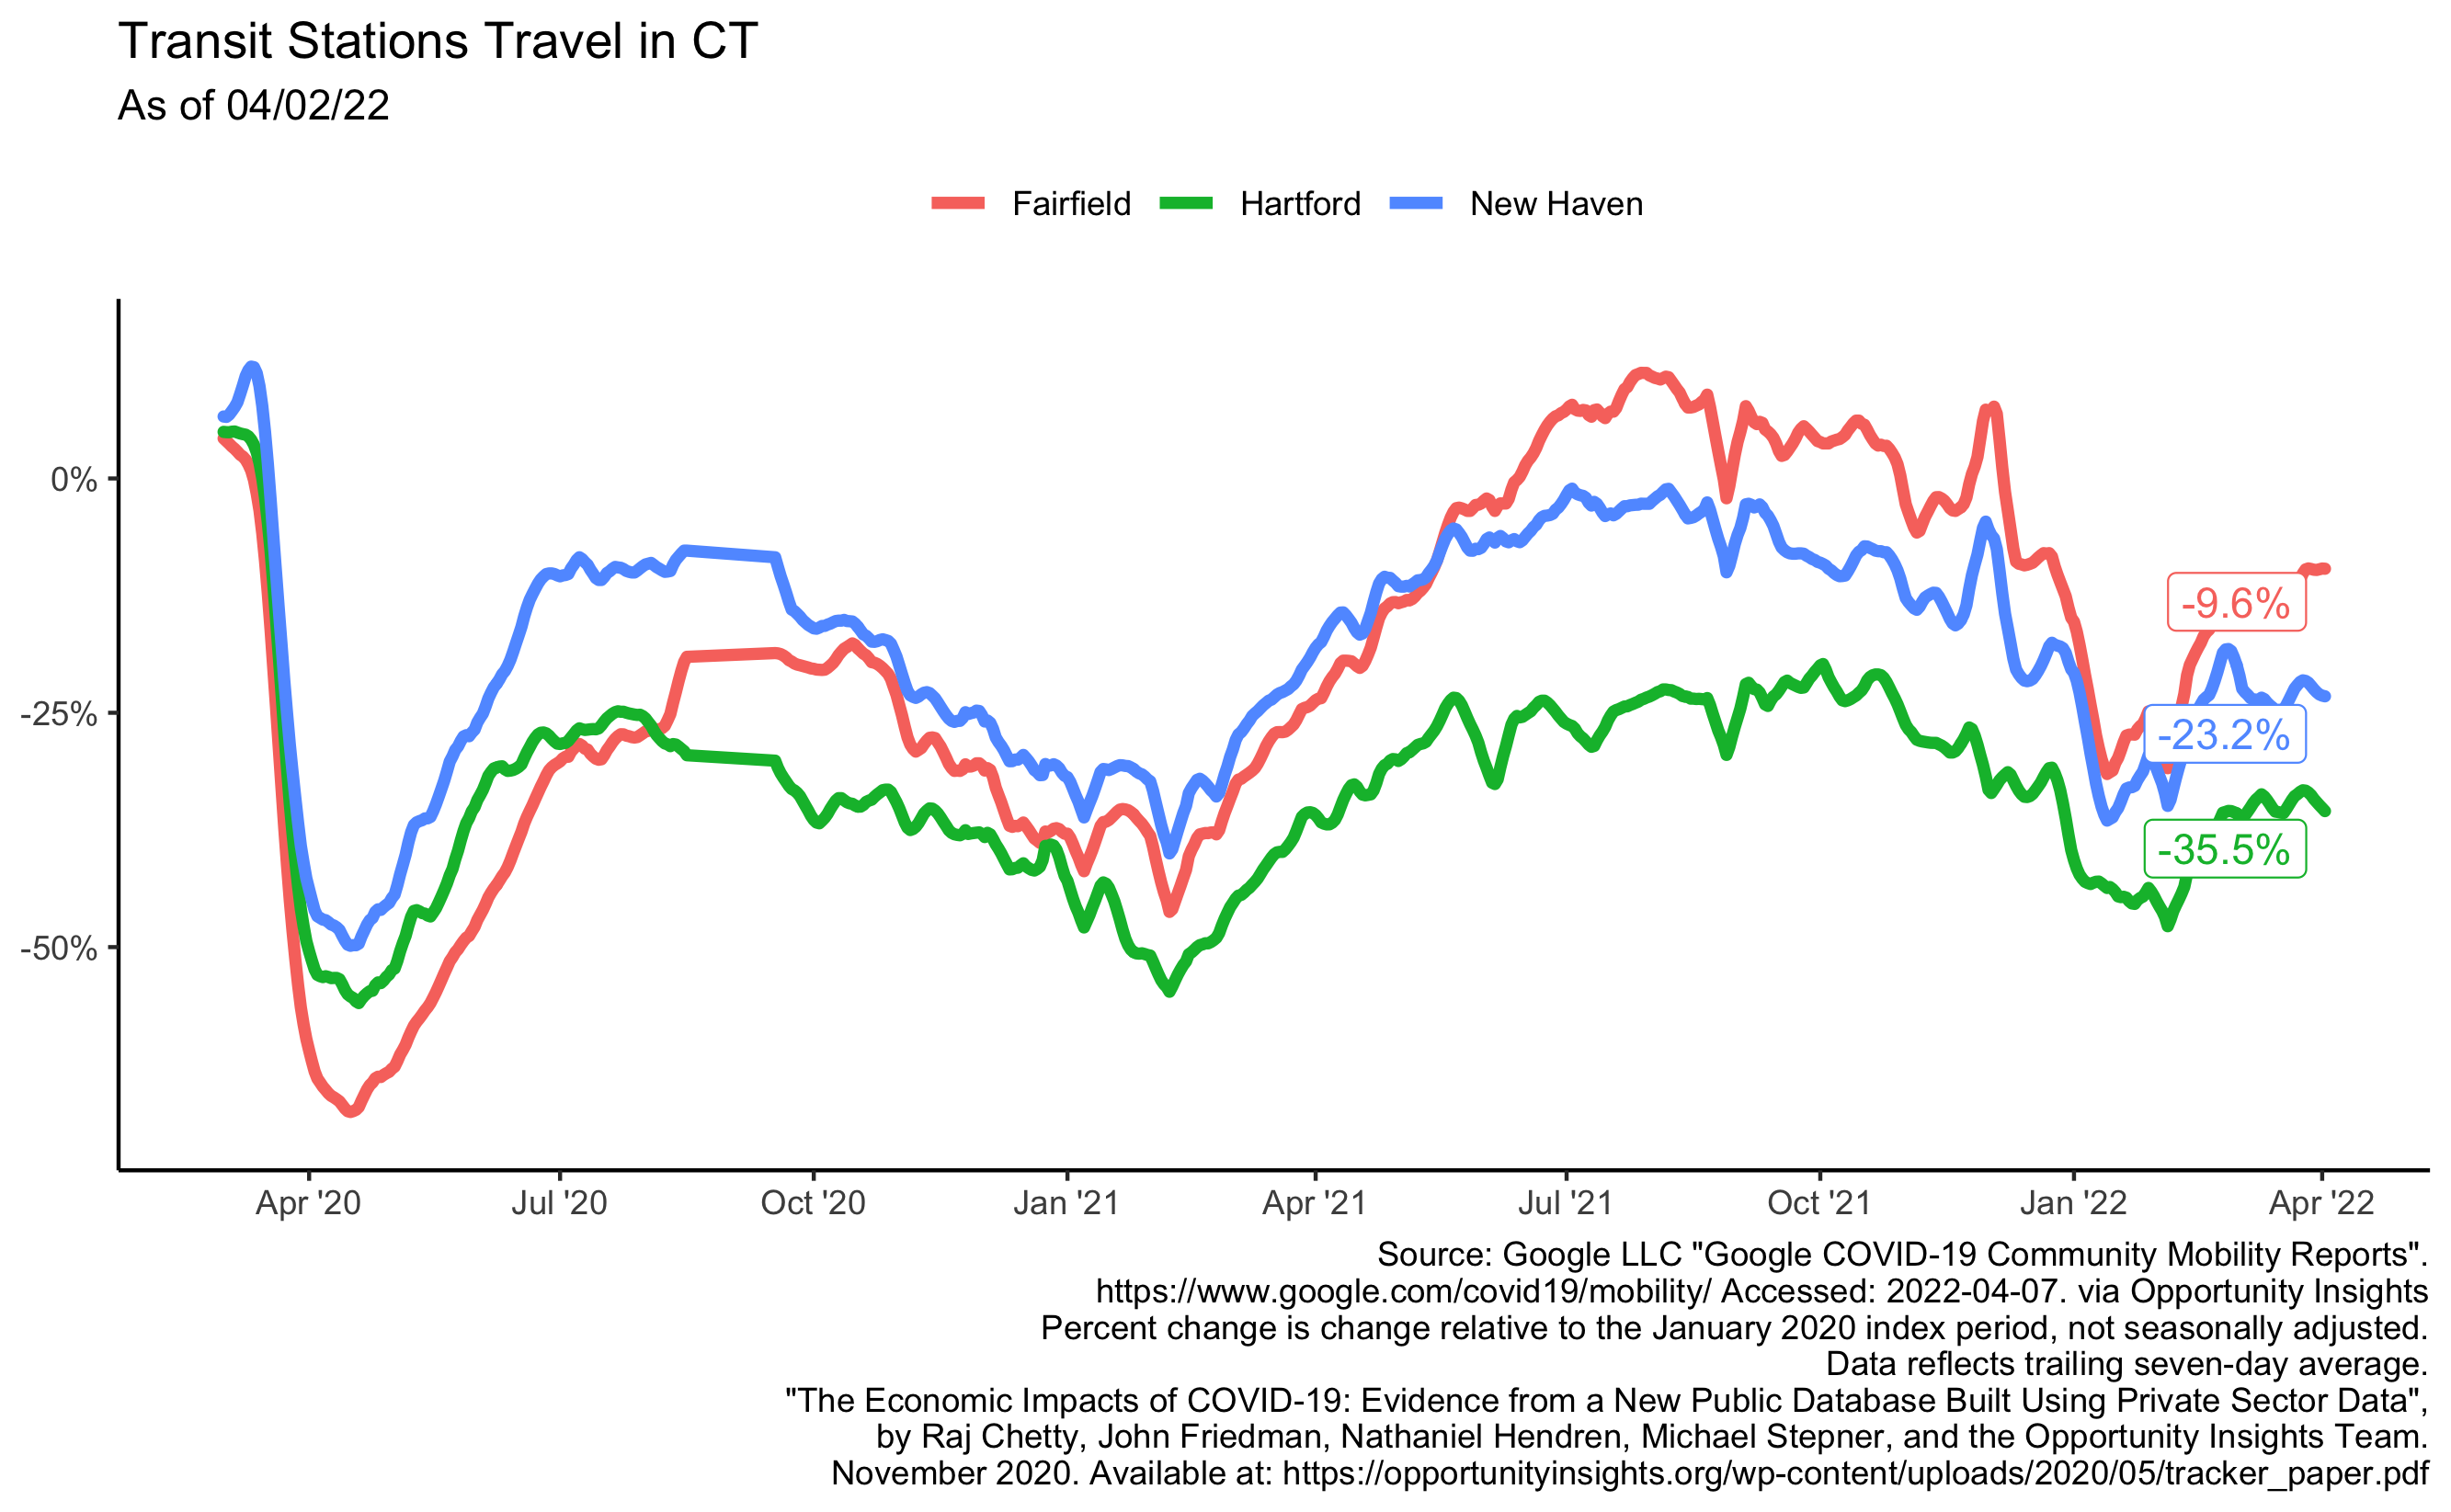 Transit Stations Travel in CT
As of 04/02/22
Fairfield Hartford New Haven
0%
-25%
-50%
-9.6%
-23.2%
-35.5%
Apr '20 Jul '20 Oct '20 Jan '21 Apr '21 Jul '21 Oct '21 Jan '22 Apr '22
Source: Google LLC "Google COVID-19 Community Mobility Reports".
https://www.google.com/covid19/mobility/ Accessed: 2022-04-07. via Opportunity Insights
Percent change is change relative to the January 2020 index period, not seasonally adjusted.
Data reflects trailing seven-day average.
"The Economic Impacts of COVID-19: Evidence from a New Public Database Built Using Private Sector Data",
by Raj Chetty, John Friedman, Nathaniel Hendren, Michael Stepner, and the Opportunity Insights Team.
November 2020. Available at: https://opportunityinsights.org/wp-content/uploads/2020/05/tracker_paper.pdf